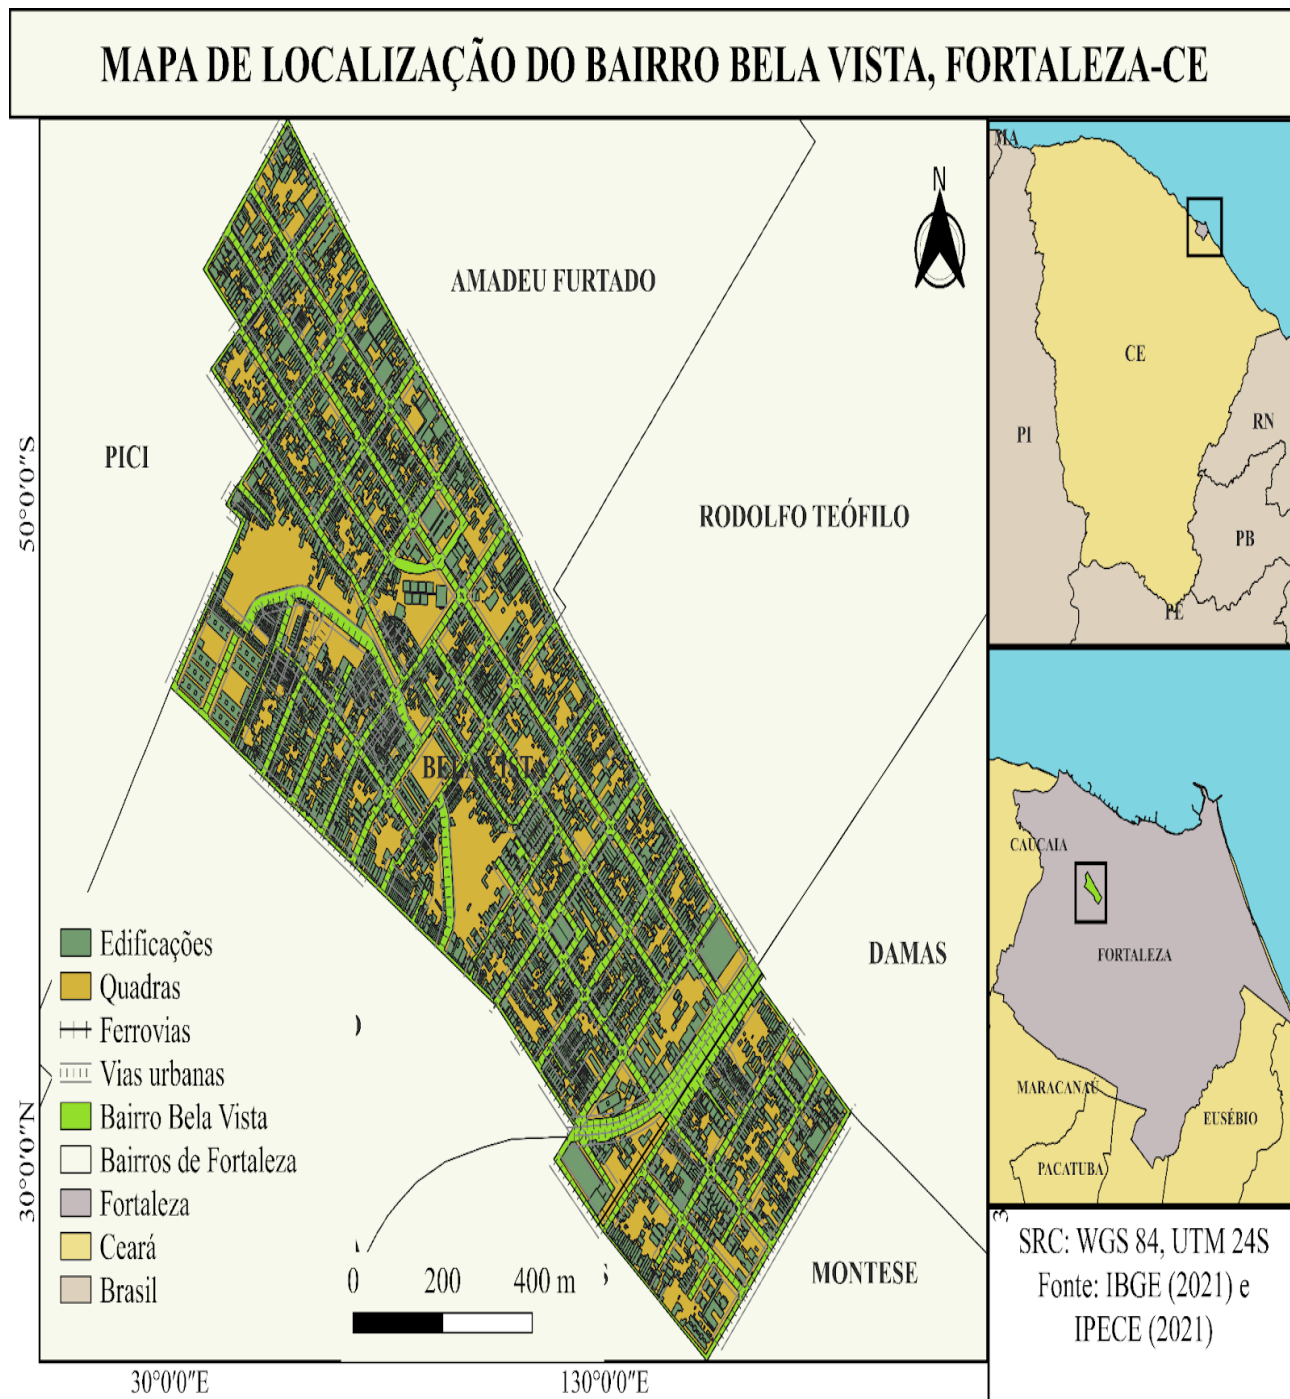 MAPA DE LOCALIZAÇÃO DO BAIRRO BELA VISTA, FORTALEZA-CE
N
AMADEU FURTADO
PICI
RODOLFO TEÓFILO
BELA VISTA
DAMAS
MONTESE
50°0'0"S
30°0'0"N
30°0'0"E
130°0'0"E
Edificações
Quadras
Ferrovias
Vias urbanas
Bairro Bela Vista
Bairros de Fortaleza
Fortaleza
Ceará
Brasil
0 200 400 m
MA
CE
PI
RN
PB
PE
CAUCAIA
FORTALEZA
MARACANAÚ
EUSÉBIO
PACATUBA
3
SRC: WGS 84, UTM 24S
Fonte: IBGE (2021) e
IPECE (2021)